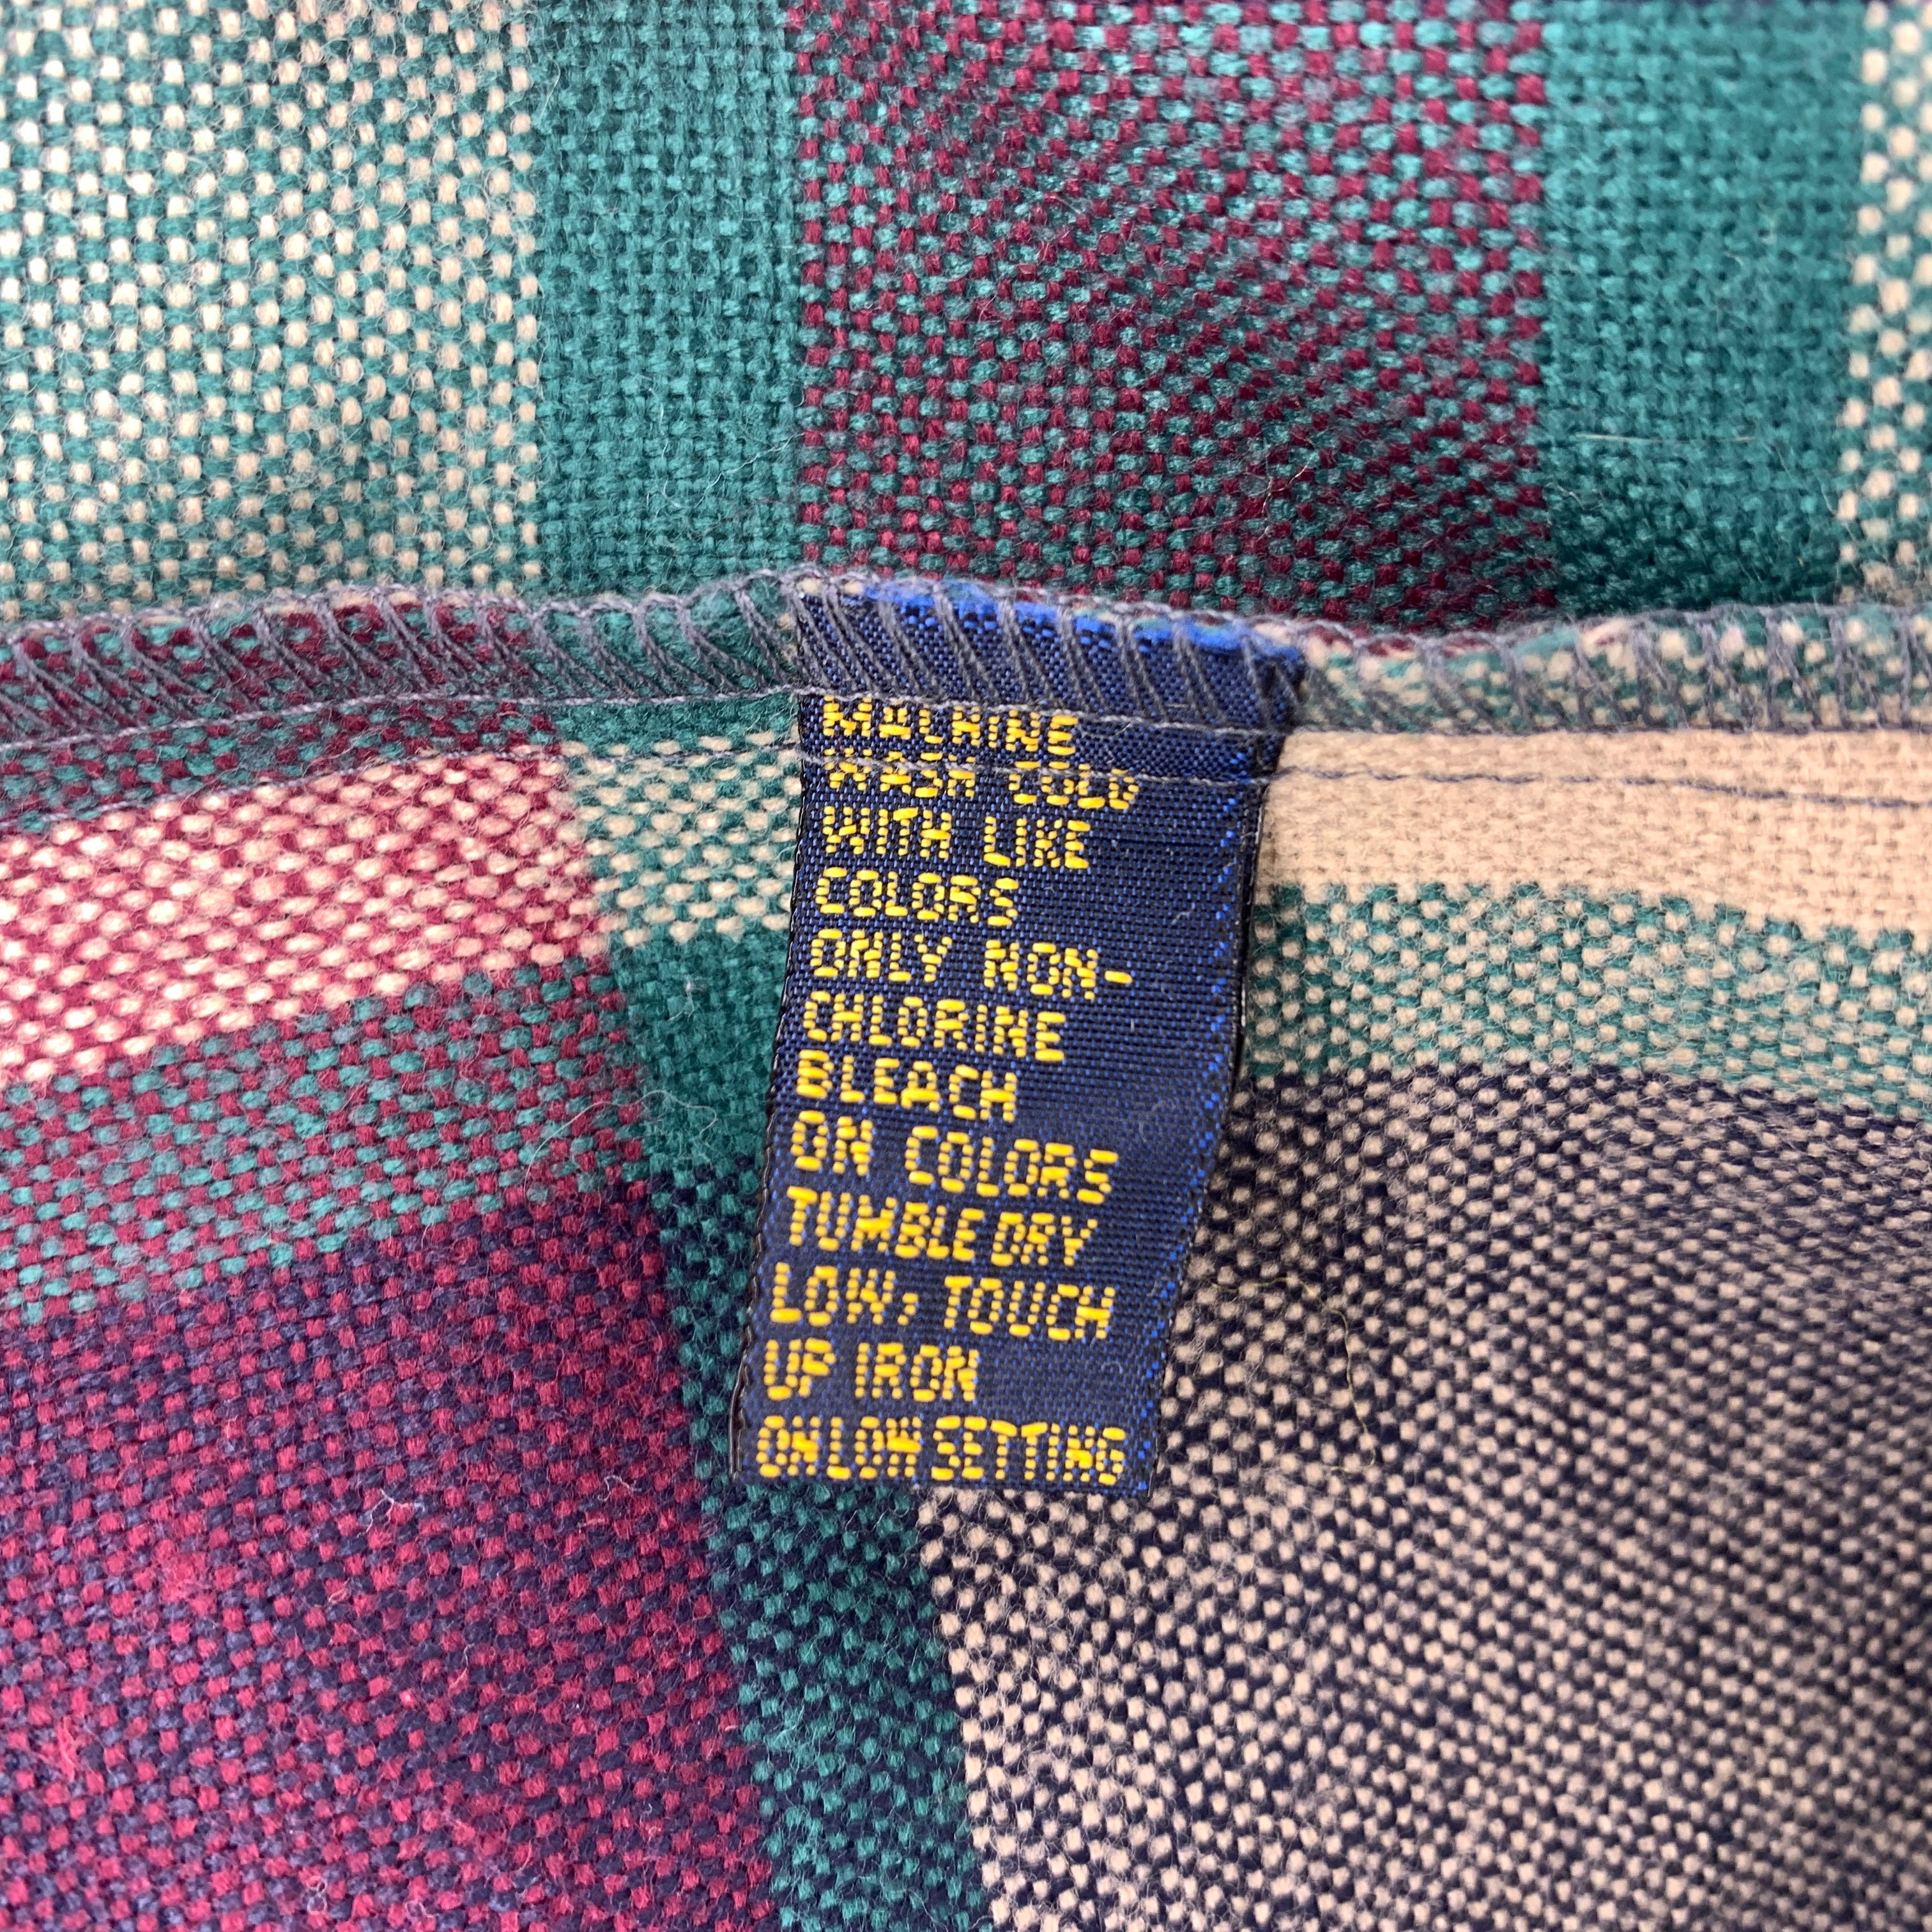 MACHINE
WASH COLD
WITH LIKE
COLORS
ONLY NON-
CHLORINE
BLEACH
ON COLORS
TUMBLE DRY
LOW, TOUCH
UP IRON
ON LOW SETTING